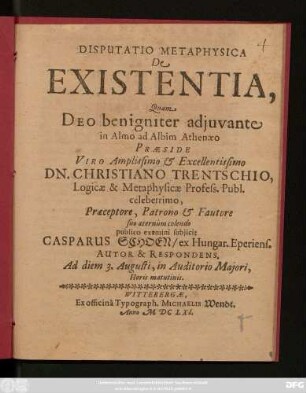 4
DISPUTATIO METAPHYSICA
De
EXISTENTIA,
Quam
DEO benigniter adjuvante
in Almo ad Albim Athenæo
PRÆSIDE
VIRO Amplissimo & Excellentissimo
DN. CHRISTIANO TRENTSCHIO,
Logicæ & Metaphysicæ Profess. Publ.
celeberrimo,
Præceptore, Patrono & Fautore
suo æternùm colendo
publico examini subjicit
CASPARUS SCHÖN / ex Hungar. Eperiens.
AUTOR & RESPONDENS,
Ad diem 3. Augusti, in Auditorio Majori,
Horis matutinis.
WITTEBERGÆ,
Ex officinâ Typograph. MICHAELIS Wendt.
Anno M DC LXI.